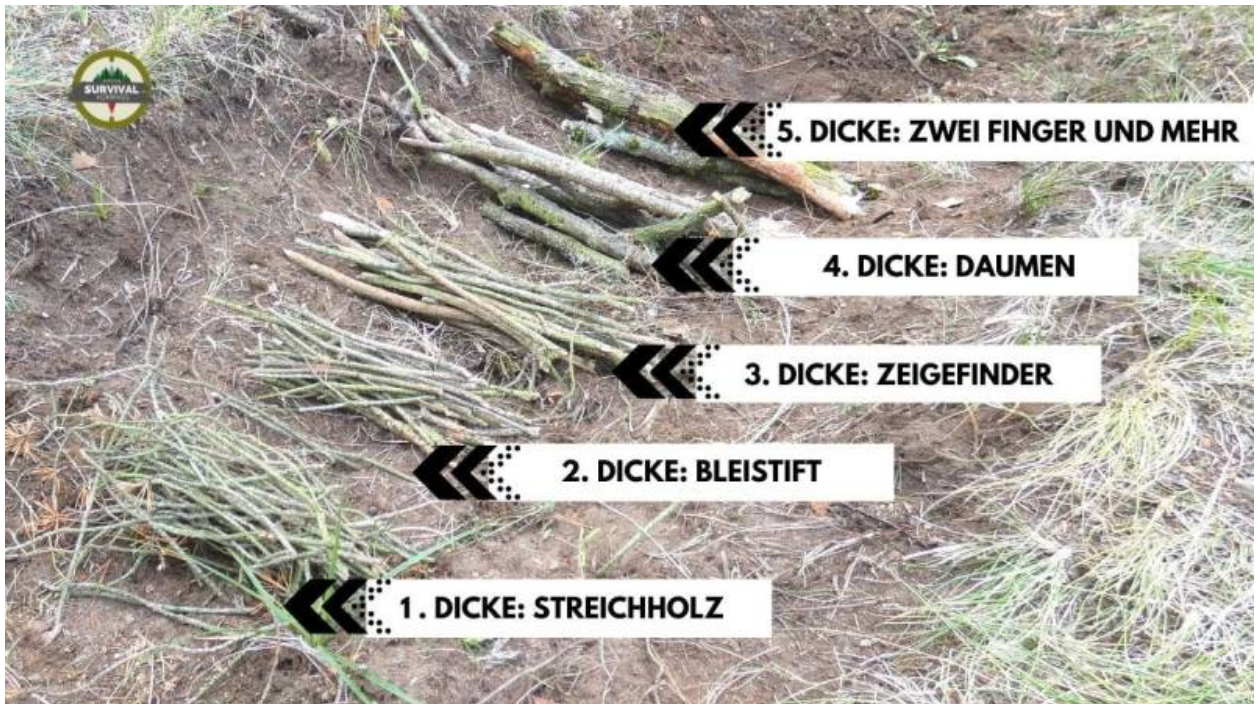 SURVIVAL
5. DICKE: ZWEI FINGER UND MEHR
4. DICKE: DAUMEN
3. DICKE: ZEIGEFINDER
2. DICKE: BLEISTIFT
1. DICKE: STREICHHOLZ